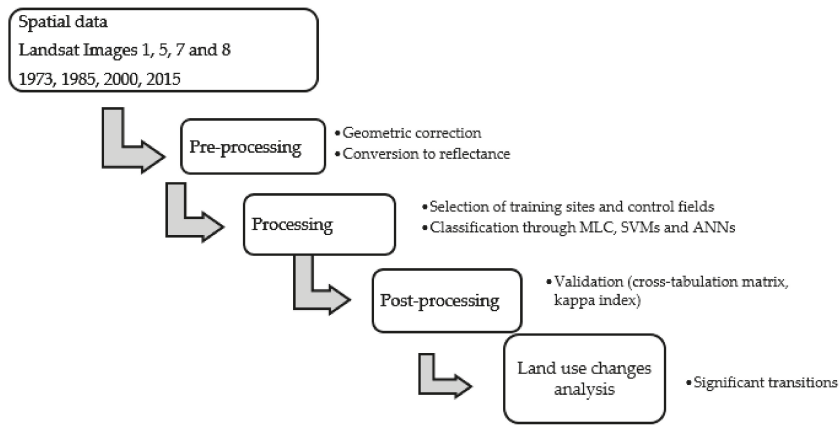 Spatial data
Landsat Images 1, 5, 7 and 8
1973, 1985, 2000, 2015
Pre-processing
•Geometric correction
•Conversion to reflectance
Processing
•Selection of training sites and control fields
•Classification through MLC, SVMs and ANNs
Post-processing
•Validation (cross-tabulation matrix,
kappa index)
Land use changes
analysis
•Significant transitions